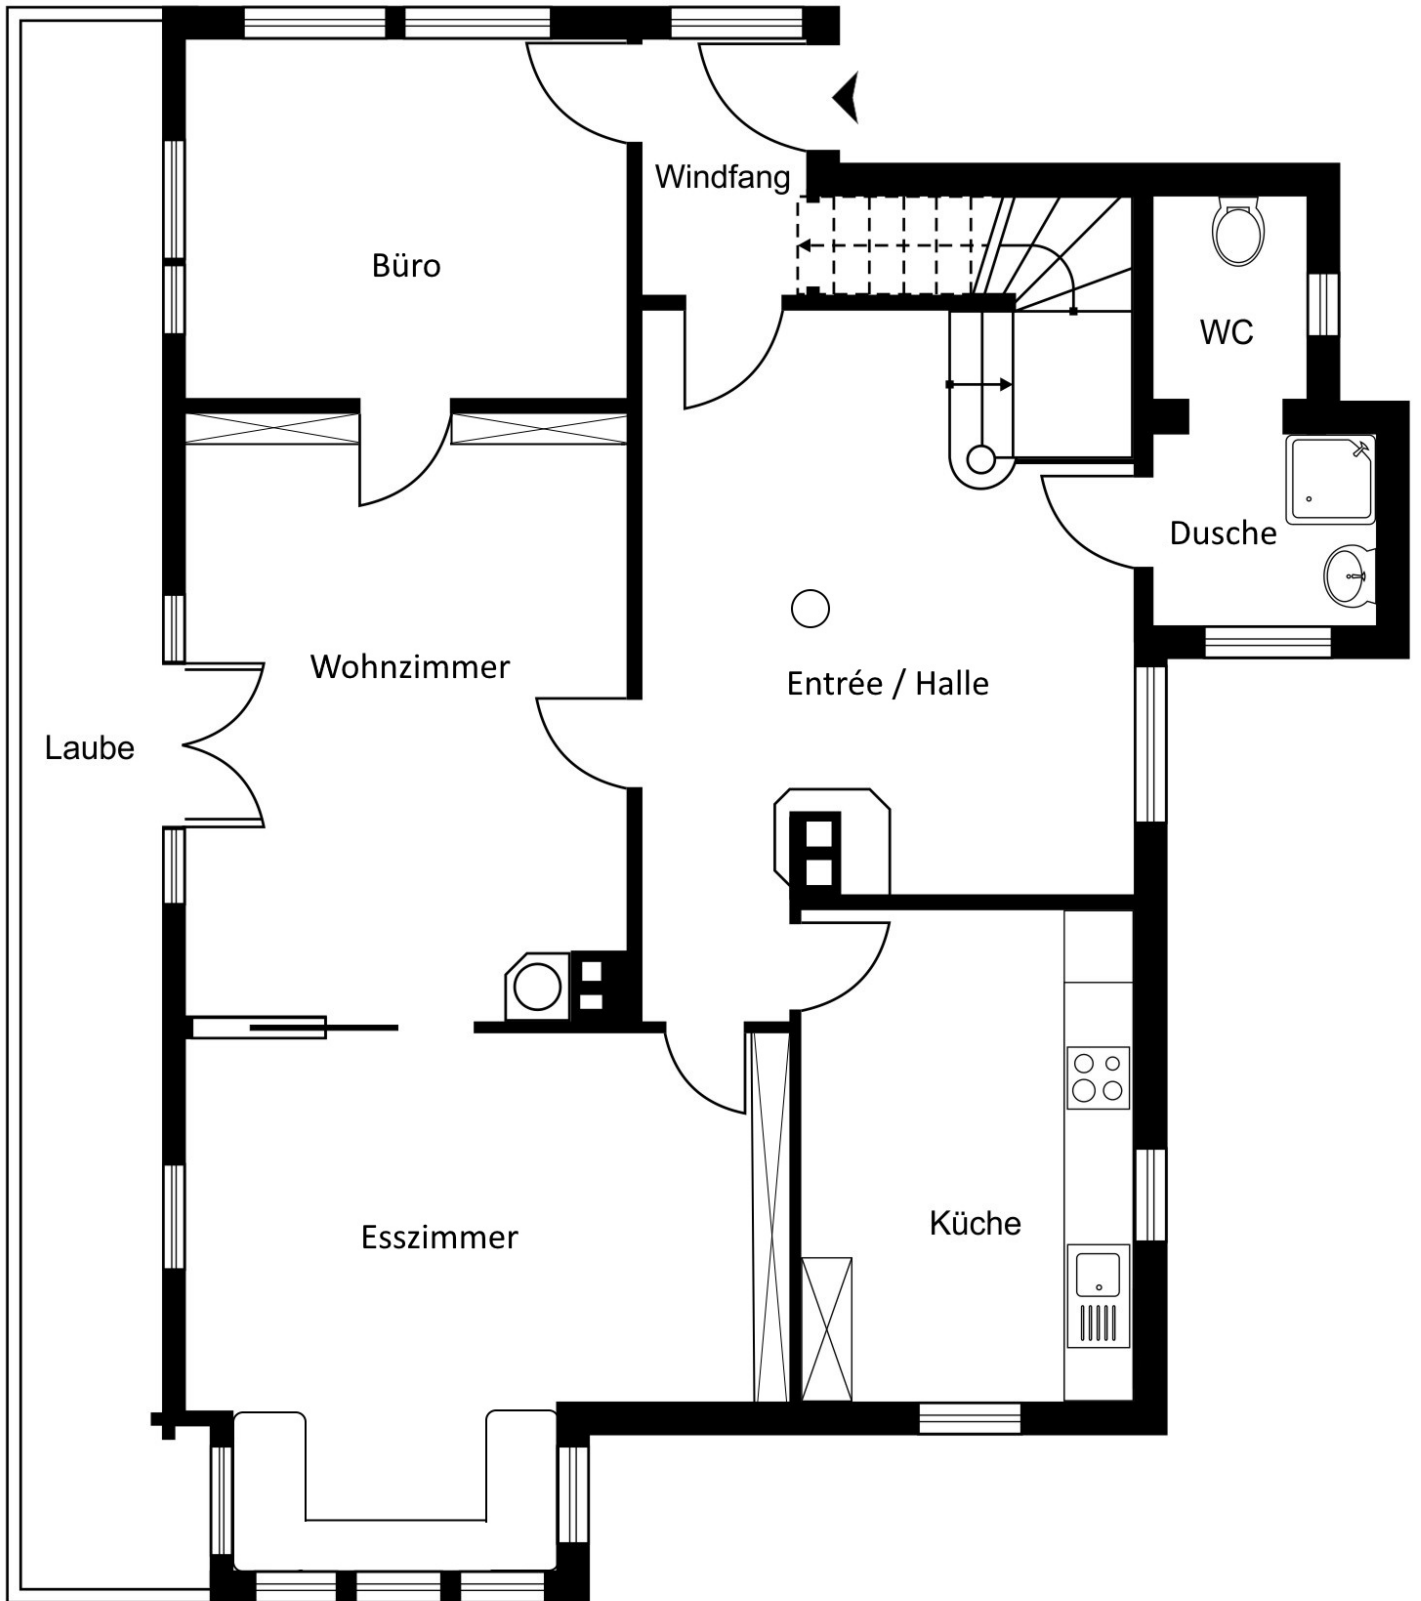 Windfang
Büro
WC
Dusche
Wohnzimmer
Entrée / Halle
Laube
Küche
Esszimmer